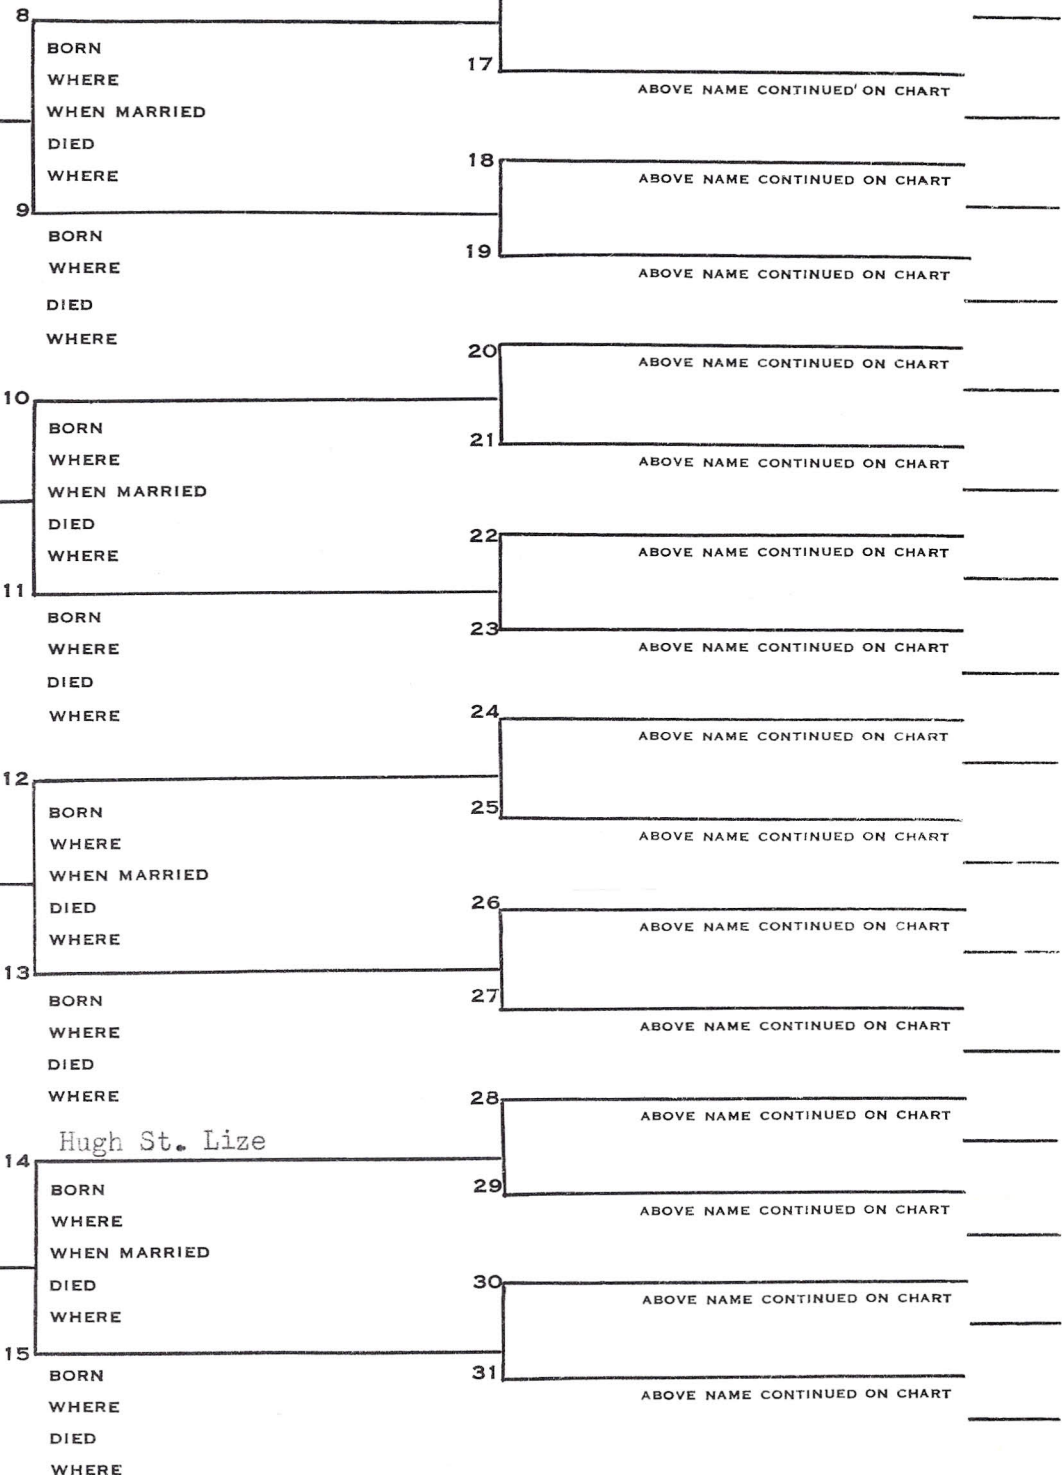 8
BORN
WHERE
WHEN MARRIED
DIED
WHERE
9
BORN
WHERE
DIED
WHERE
10
BORN
WHERE
WHEN MARRIED
DIED
WHERE
11
BORN
WHERE
DIED
WHERE
12
BORN
WHERE
WHEN MARRIED
DIED
WHERE
13
BORN
WHERE
DIED
WHERE
Hugh St. Lize
14
BORN
WHERE
WHEN MARRIED
DIED
WHERE
15
BORN
WHERE
DIED
WHERE
17
ABOVE NAME CONTINUED ON CHART
18
ABOVE NAME CONTINUED ON CHART
19
ABOVE NAME CONTINUED ON CHART
20
ABOVE NAME CONTINUED ON CHART
21
ABOVE NAME CONTINUED ON CHART
22
ABOVE NAME CONTINUED ON CHART
23
ABOVE NAME CONTINUED ON CHART
24
ABOVE NAME CONTINUED ON CHART
25
ABOVE NAME CONTINUED ON CHART
26
ABOVE NAME CONTINUED ON CHART
27
ABOVE NAME CONTINUED ON CHART
28
ABOVE NAME CONTINUED ON CHART
29
ABOVE NAME CONTINUED ON CHART
30
ABOVE NAME CONTINUED ON CHART
31
ABOVE NAME CONTINUED ON CHART